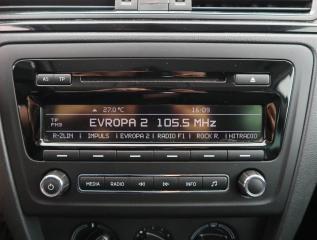 AS TP
27.0 °C 16:09
TP
FM3
EVROPA 2 105.5 MHz
R-ZLIN | IMPULS | EVROPA 2 | RADIO F1 | ROCK R. | HITRADIO
MEDIA RADIO INFO